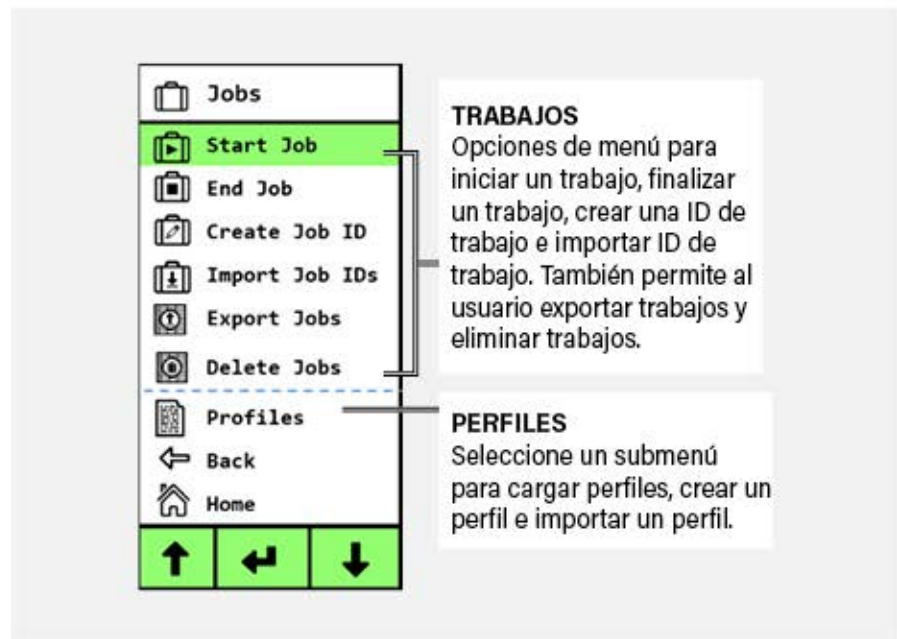 Jobs
Start Job
End Job
Create Job ID
Import Job IDs
Export Jobs
Delete Jobs
Profiles
Back
Home
TRABAJOS
Opciones de menú para
iniciar un trabajo, finalizar
un trabajo, crear una ID de
trabajo e importar ID de
trabajo. También permite al
usuario exportar trabajos y
eliminar trabajos.
PERFILES
Seleccione un submenú
para cargar perfiles, crear un
perfil e importar un perfil.